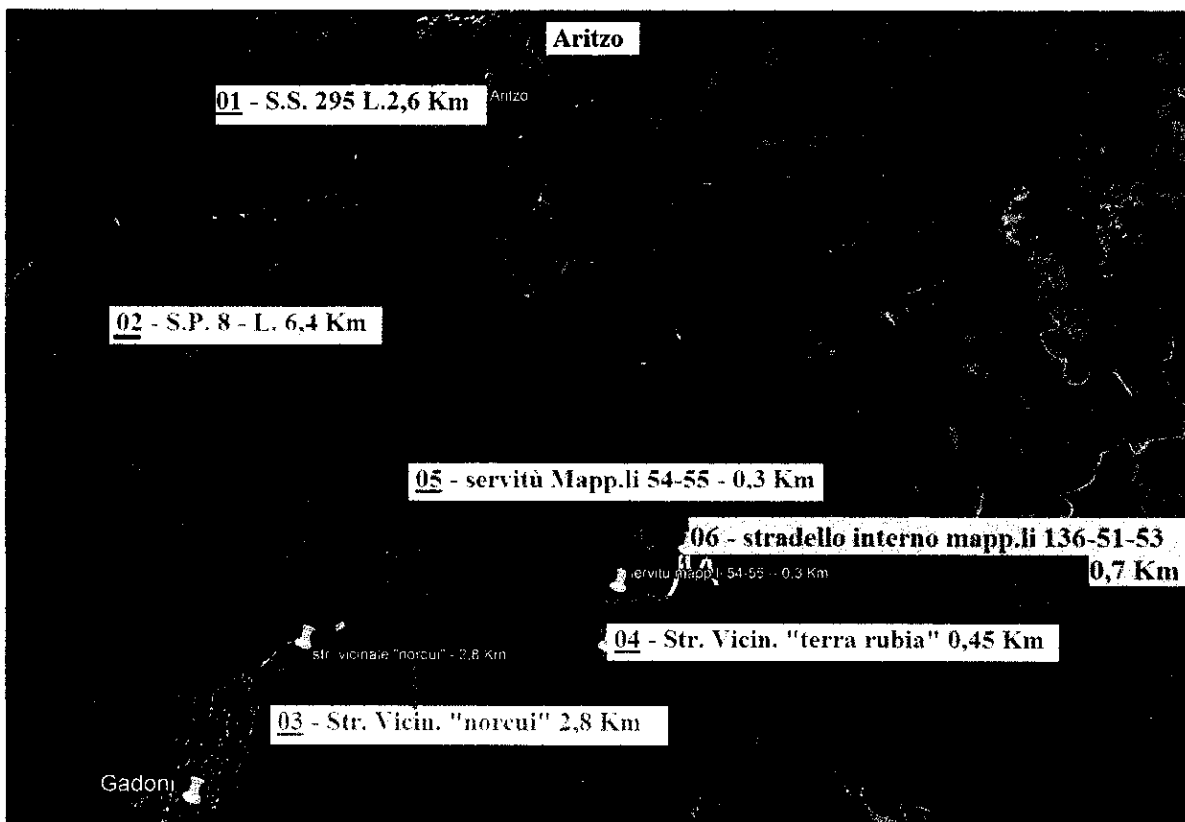 Aritzo
Aritzo
01 - S.S. 295 L.2,6 Km
02 - S.P. 8 - L. 6,4 Km
05 - servitù Mapp.li 54-55 - 0,3 Km
06 - stradello interno mapp.li 136-51-53
0,7 Km
servitu mapp.li 54-55 -- 0,3 Km
04 - Str. Vicin. "terra rubia" 0,45 Km
str. vicinale "norcui" - 2,8 Km
03 - Str. Vicin. "norcui" 2,8 Km
Gadoni